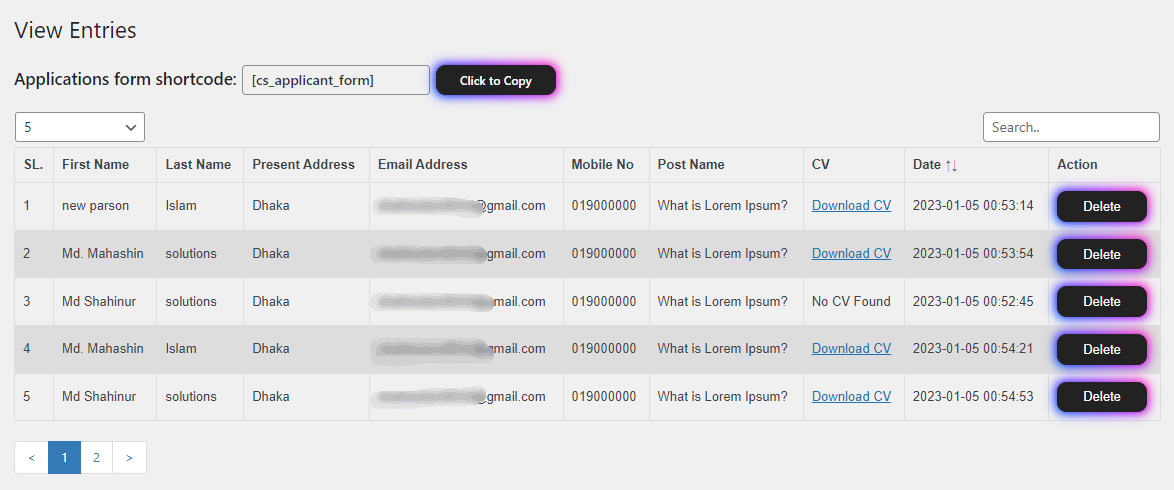 View Entries
Applications form shortcode: [cs_applicant_form] Click to Copy
5 Search..
SL. First Name Last Name Present Address Email Address Mobile No Post Name CV Date ↑↓ Action
1 new parson Islam Dhaka @gmail.com 019000000 What is Lorem Ipsum? Download CV 2023-01-05 00:53:14 Delete
2 Md. Mahashin solutions Dhaka gmail.com 019000000 What is Lorem Ipsum? Download CV 2023-01-05 00:53:54 Delete
3 Md Shahinur solutions Dhaka gmail.com 019000000 What is Lorem Ipsum? No CV Found 2023-01-05 00:52:45 Delete
4 Md. Mahashin Islam Dhaka gmail.com 019000000 What is Lorem Ipsum? Download CV 2023-01-05 00:54:21 Delete
5 Md Shahinur solutions Dhaka @gmail.com 019000000 What is Lorem Ipsum? Download CV 2023-01-05 00:54:53 Delete
< 1 2 >